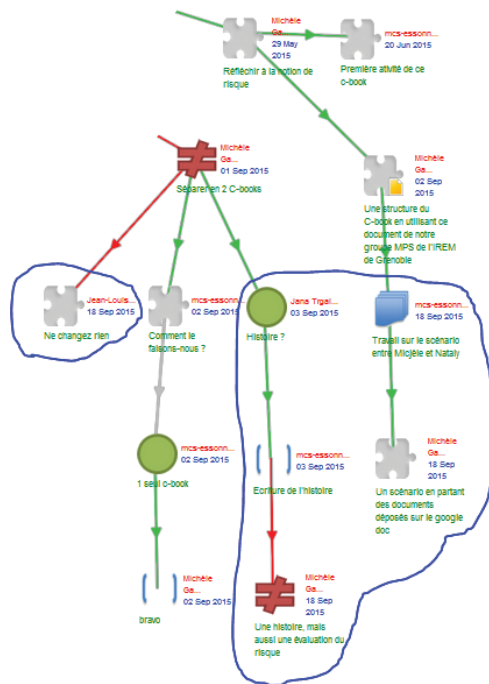 Michèle
Ga...
29 May
2015
Réfléchir à la notion de
risque
mcs-essonn...
20 Jun 2015
Première ativité de ce
c-book
Michèle
Ga...
01 Sep 2015
Séparer en 2 C-books
Michèle
Ga...
02 Sep
2015
Une structure du
C-book en utilisant ce
document de notre
groupe MPS de l'IREM
de Grenoble
Jean-Louis...
18 Sep 2015
Ne changez rien
mcs-essonn...
02 Sep 2015
Comment le
faisons-nous ?
Jana Trgal...
03 Sep 2015
Histoire ?
mcs-essonn...
18 Sep 2015
Travail sur le scénario
entre Micjèle et Nataly
mcs-essonn...
02 Sep 2015
1 seul c-book
mcs-essonn...
03 Sep 2015
Ecriture de l'histoire
Michèle
Ga...
18 Sep
2015
Un scénario en partant
des documents
déposés sur le google
doc
Michèle
Ga...
02 Sep 2015
bravo
Michèle
Ga...
18 Sep
2015
Une histoire, mais
aussi une évaluation du
risque